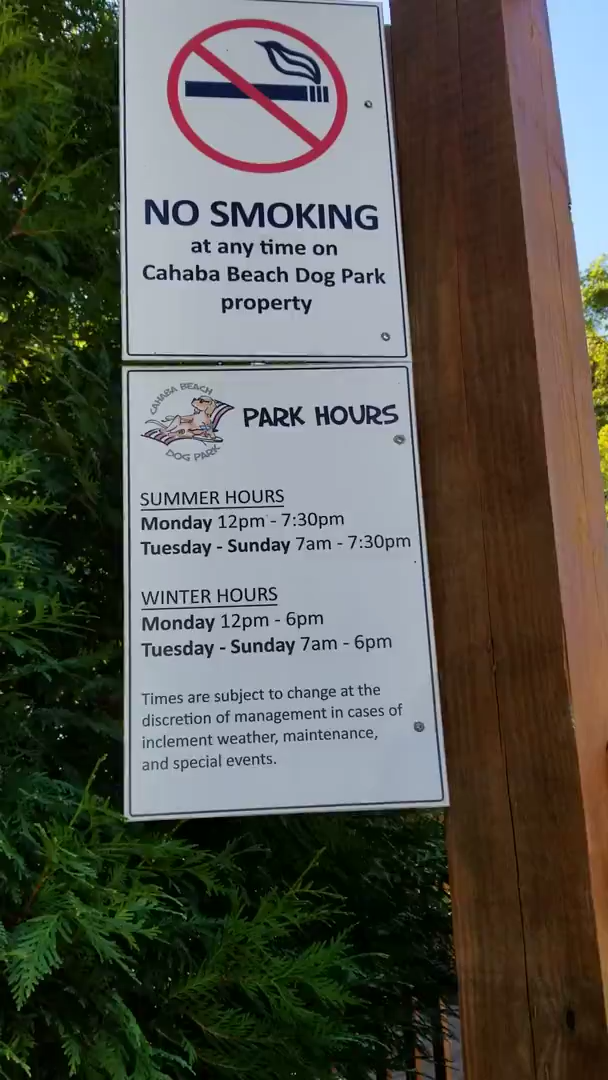 NO SMOKING
at any time on
Cahaba Beach Dog Park
property
CAHABA BEACH
DOG PARK
PARK HOURS
SUMMER HOURS
Monday 12pm - 7:30pm
Tuesday - Sunday 7am - 7:30pm
WINTER HOURS
Monday 12pm - 6pm
Tuesday - Sunday 7am - 6pm
Times are subject to change at the
discretion of management in cases of
inclement weather, maintenance,
and special events.